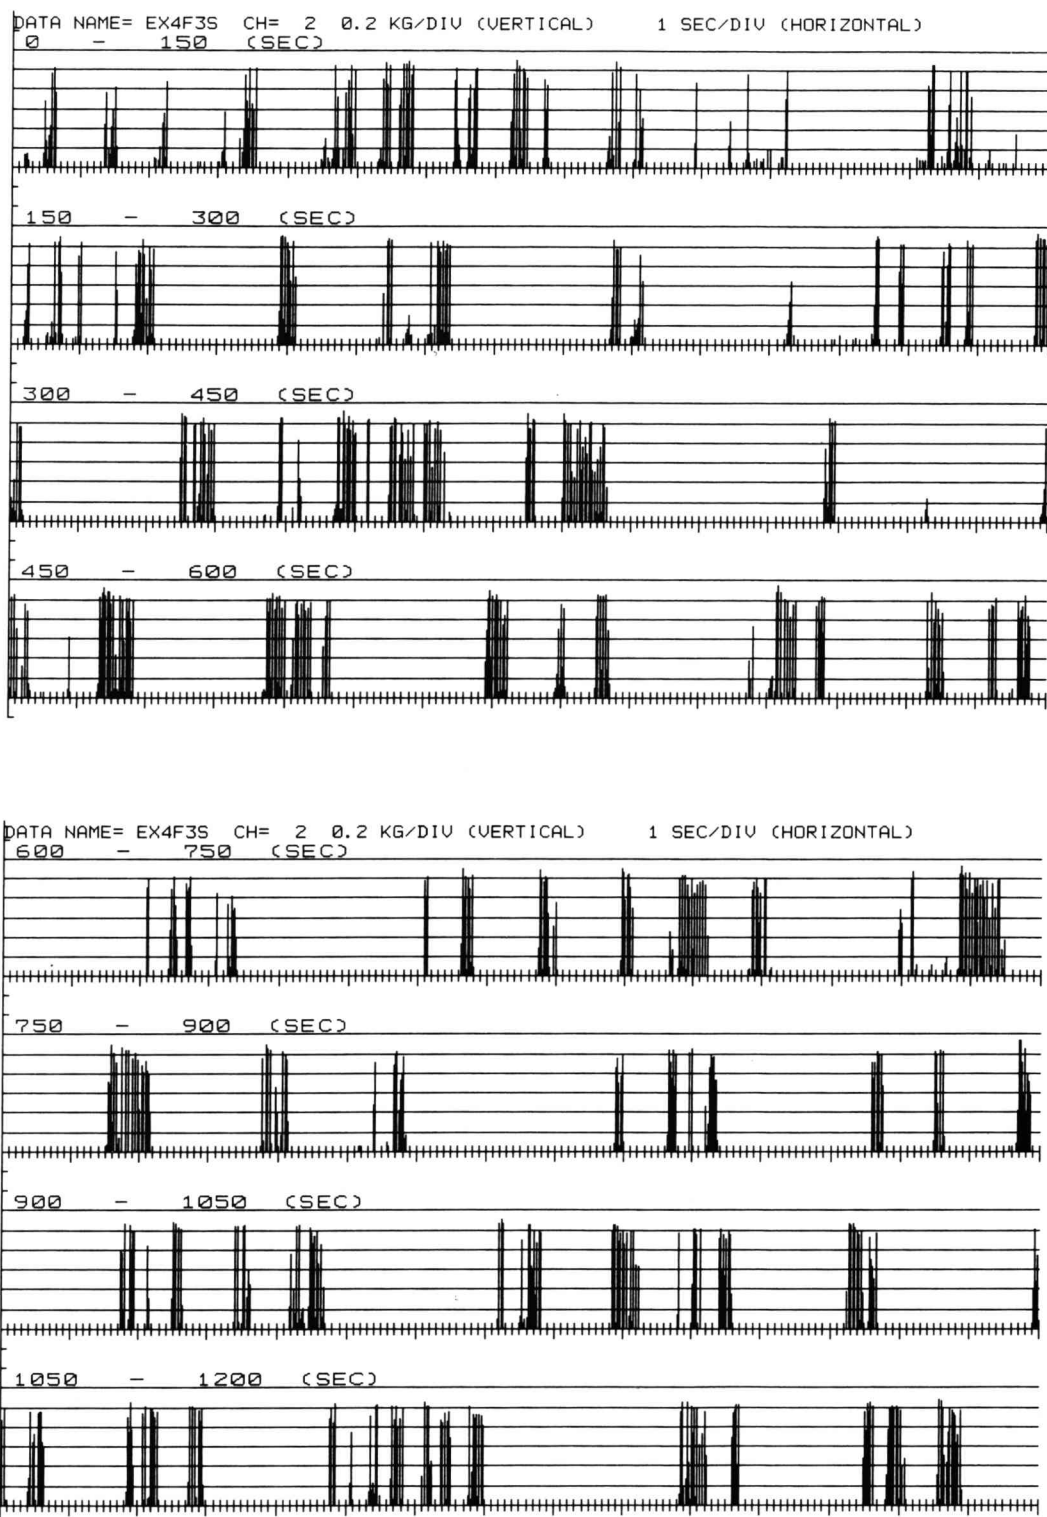 DATA NAME= EX4F3S CH= 2 0.2 KG/DIV (VERTICAL) 1 SEC/DIV (HORIZONTAL)
0 - 150 (SEC)
150 - 300 (SEC)
300 - 450 (SEC)
450 - 600 (SEC)
DATA NAME= EX4F3S CH= 2 0.2 KG/DIV (VERTICAL) 1 SEC/DIV (HORIZONTAL)
600 - 750 (SEC)
750 - 900 (SEC)
900 - 1050 (SEC)
1050 - 1200 (SEC)